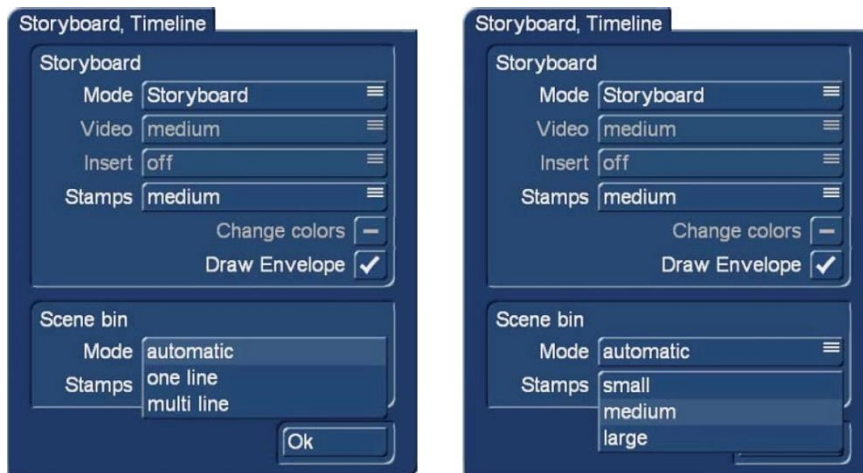 Storyboard, Timeline
Storyboard
Mode Storyboard
Video medium
Insert off
Stamps medium
Change colors
Draw Envelope
Scene bin
Mode automatic
one line
Stamps
multi line
Ok
Storyboard, Timeline
Storyboard
Mode Storyboard
Video medium
Insert off
Stamps medium
Change colors
Draw Envelope
Scene bin
Mode automatic
Stamps small
medium
large